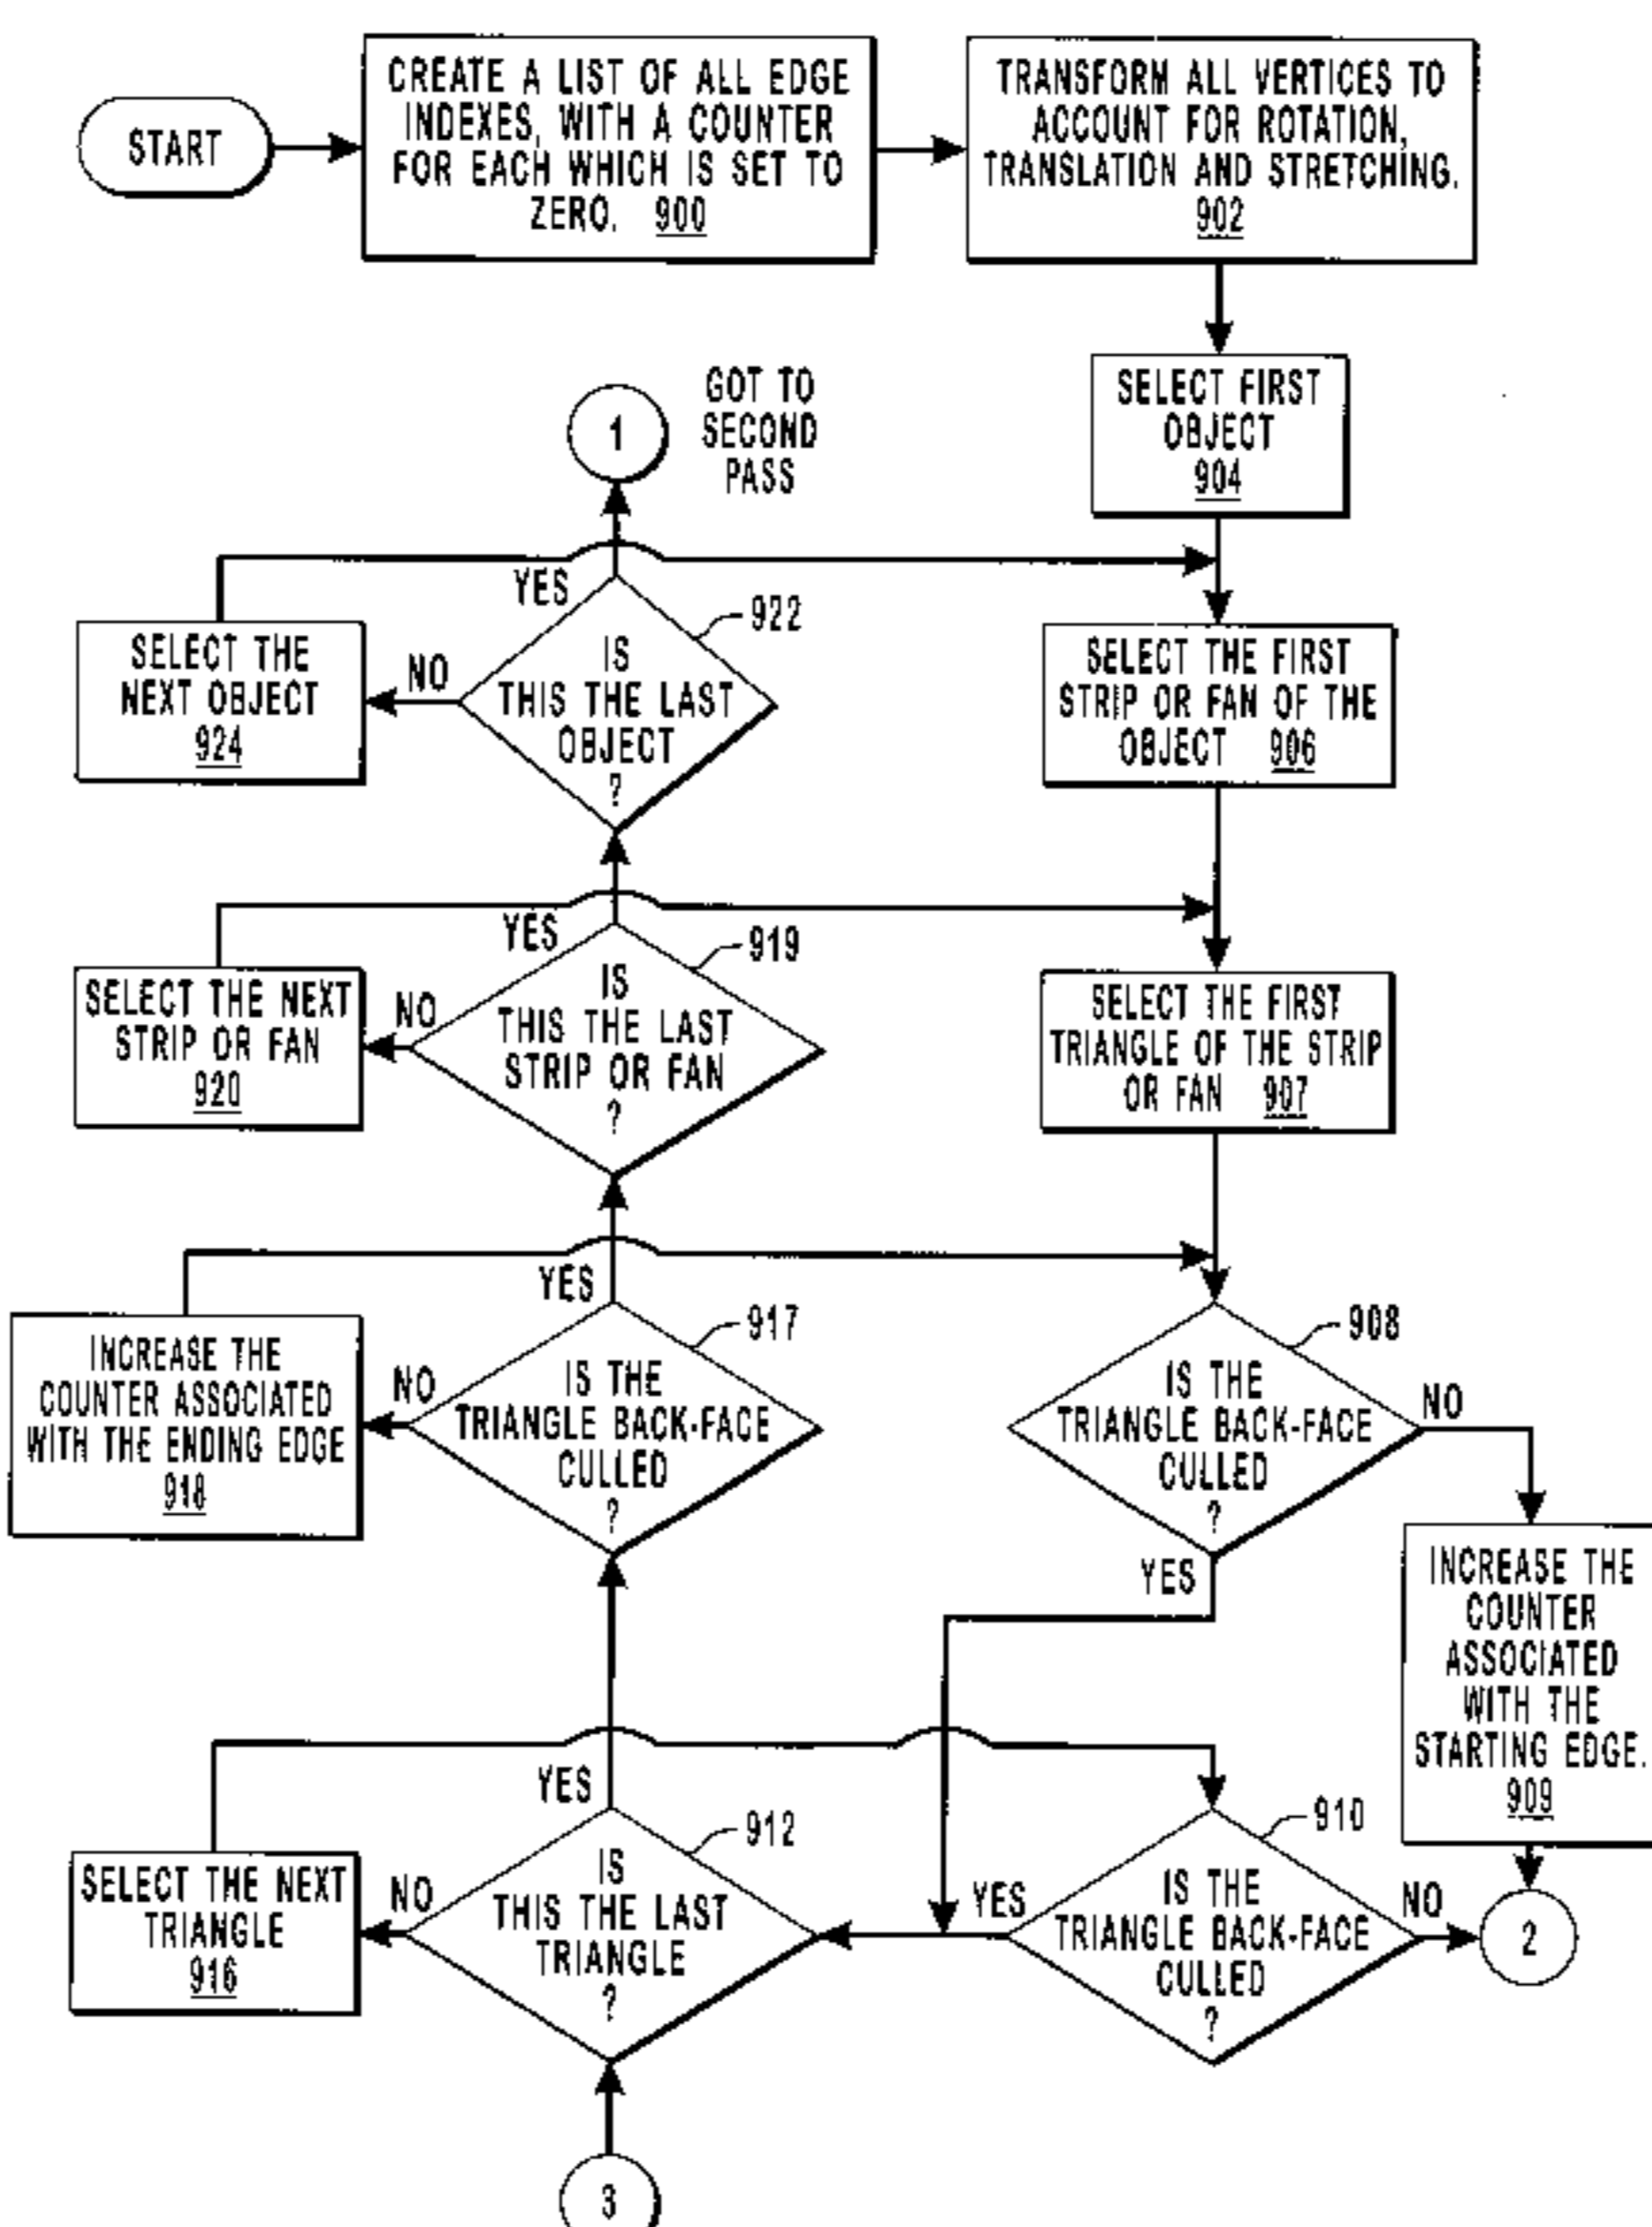 START
CREATE A LIST OF ALL EDGE
INDEXES, WITH A COUNTER
FOR EACH WHICH IS SET TO
ZERO. 900
TRANSFORM ALL VERTICES TO
ACCOUNT FOR ROTATION,
TRANSLATION AND STRETCHING.
902
SELECT FIRST
OBJECT
904
1
GOT TO
SECOND
PASS
YES
922
IS
THIS THE LAST
OBJECT
?
NO
SELECT THE
NEXT OBJECT
924
SELECT THE FIRST
STRIP OR FAN OF THE
OBJECT 906
YES
919
IS
THIS THE LAST
STRIP OR FAN
?
NO
SELECT THE NEXT
STRIP OR FAN
920
SELECT THE FIRST
TRIANGLE OF THE STRIP
OR FAN 907
YES
917
IS THE
TRIANGLE BACK-FACE
CULLED
?
NO
INCREASE THE
COUNTER ASSOCIATED
WITH THE ENDING EDGE
918
908
IS THE
TRIANGLE BACK-FACE
CULLED
?
NO
YES
INCREASE THE
COUNTER
ASSOCIATED
WITH THE
STARTING EDGE.
909
YES
912
IS
THIS THE LAST
TRIANGLE
?
NO
SELECT THE NEXT
TRIANGLE
916
910
IS THE
TRIANGLE BACK-FACE
CULLED
?
YES
NO
2
3